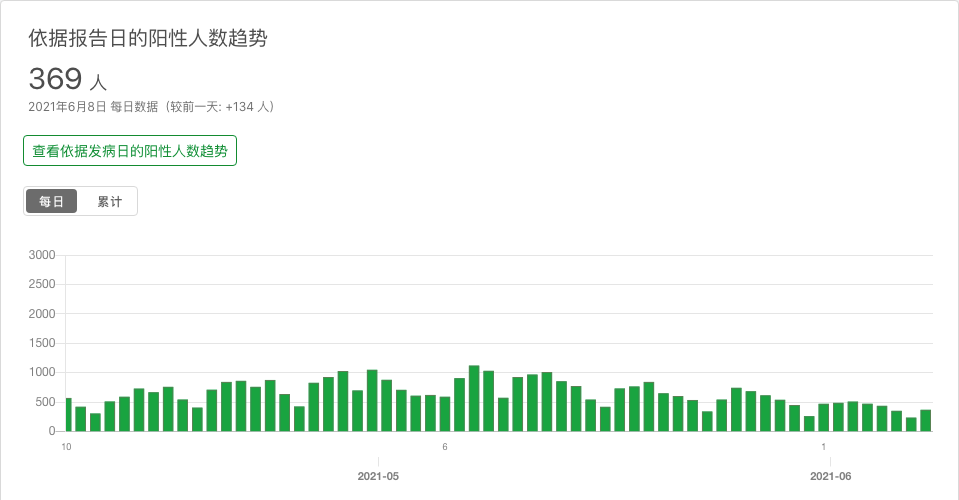 依据报告日的阳性人数趋势
369 人
2021年6月8日 每日数据（较前一天: +134 人）
查看依据发病日的阳性人数趋势
每日 累计
3000
2500
2000
1500
1000
500
0
10 6 1
2021-05 2021-06